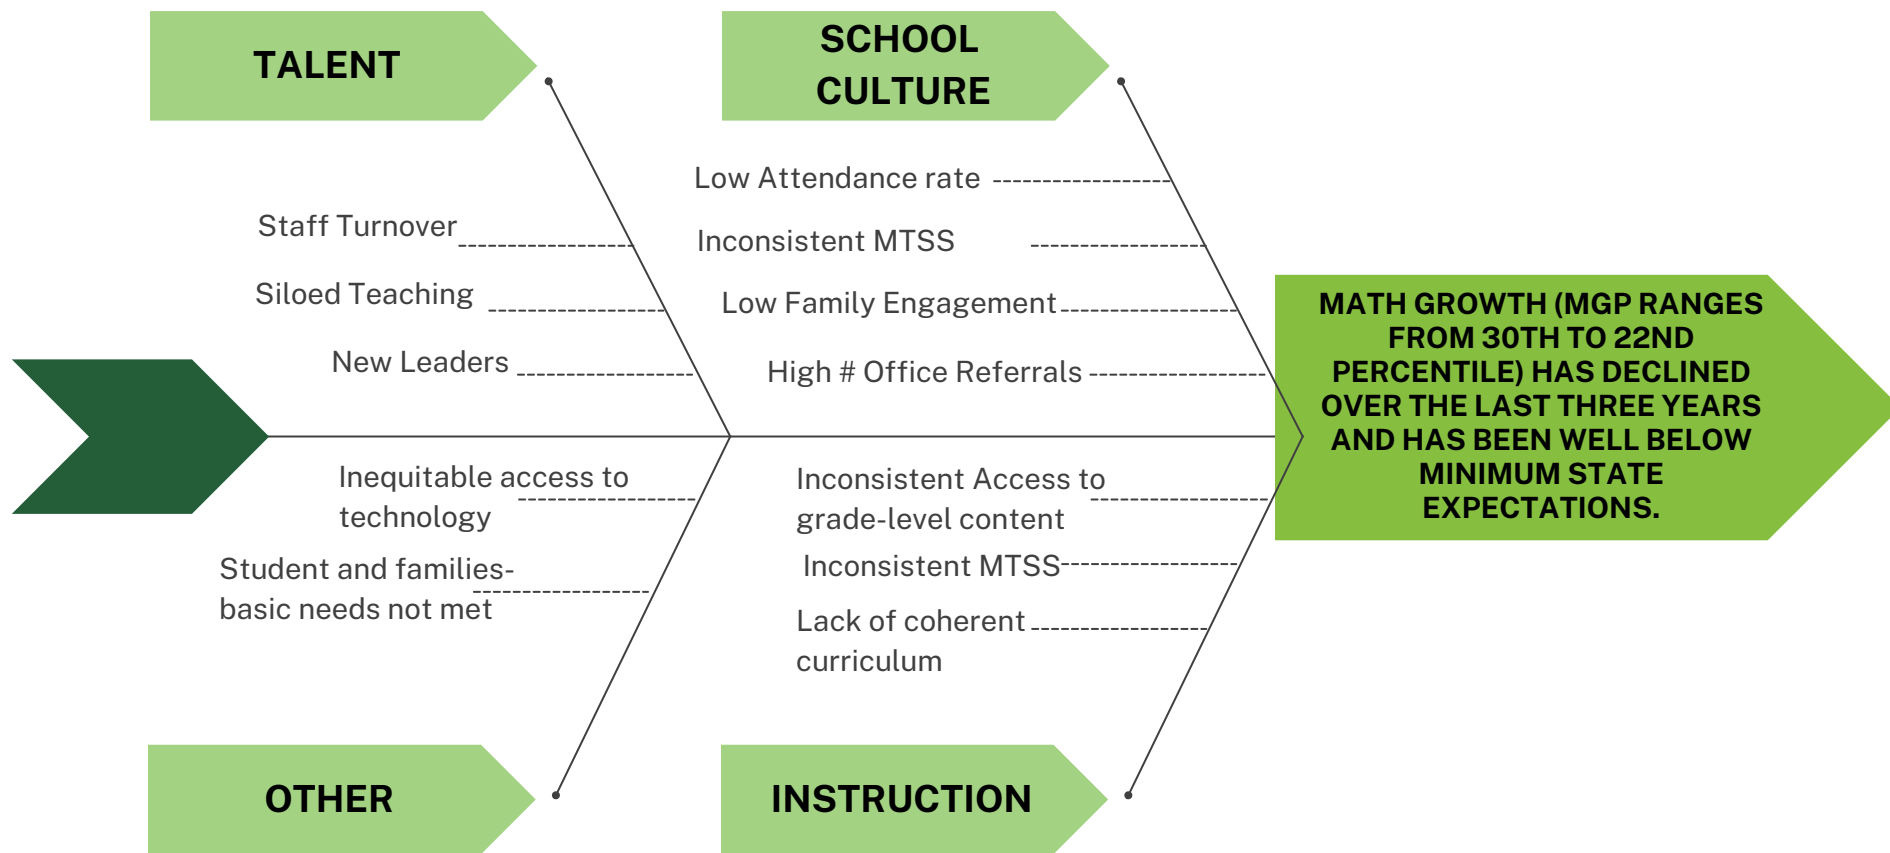 TALENT
SCHOOL
CULTURE
Staff Turnover
Siloed Teaching
New Leaders
Low Attendance rate
Inconsistent MTSS
Low Family Engagement
High # Office Referrals
MATH GROWTH (MGP RANGES
FROM 30TH TO 22ND
PERCENTILE) HAS DECLINED
OVER THE LAST THREE YEARS
AND HAS BEEN WELL BELOW
MINIMUM STATE
EXPECTATIONS.
Inequitable access to
technology
Student and families-
basic needs not met
Inconsistent Access to
grade-level content
Inconsistent MTSS
Lack of coherent
curriculum
OTHER
INSTRUCTION